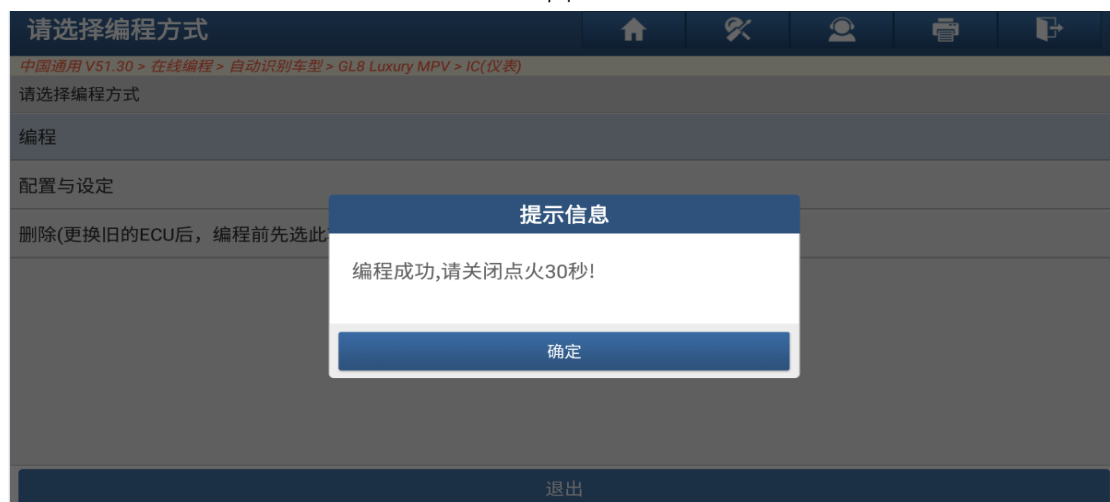 请选择编程方式
中国通用 V51.30 > 在线编程 > 自动识别车型 > GL8 Luxury MPV > IC(仪表)
请选择编程方式
编程
配置与设定
删除(更换旧的ECU后，编程前先选此
提示信息
编程成功,请关闭点火30秒!
确定
退出